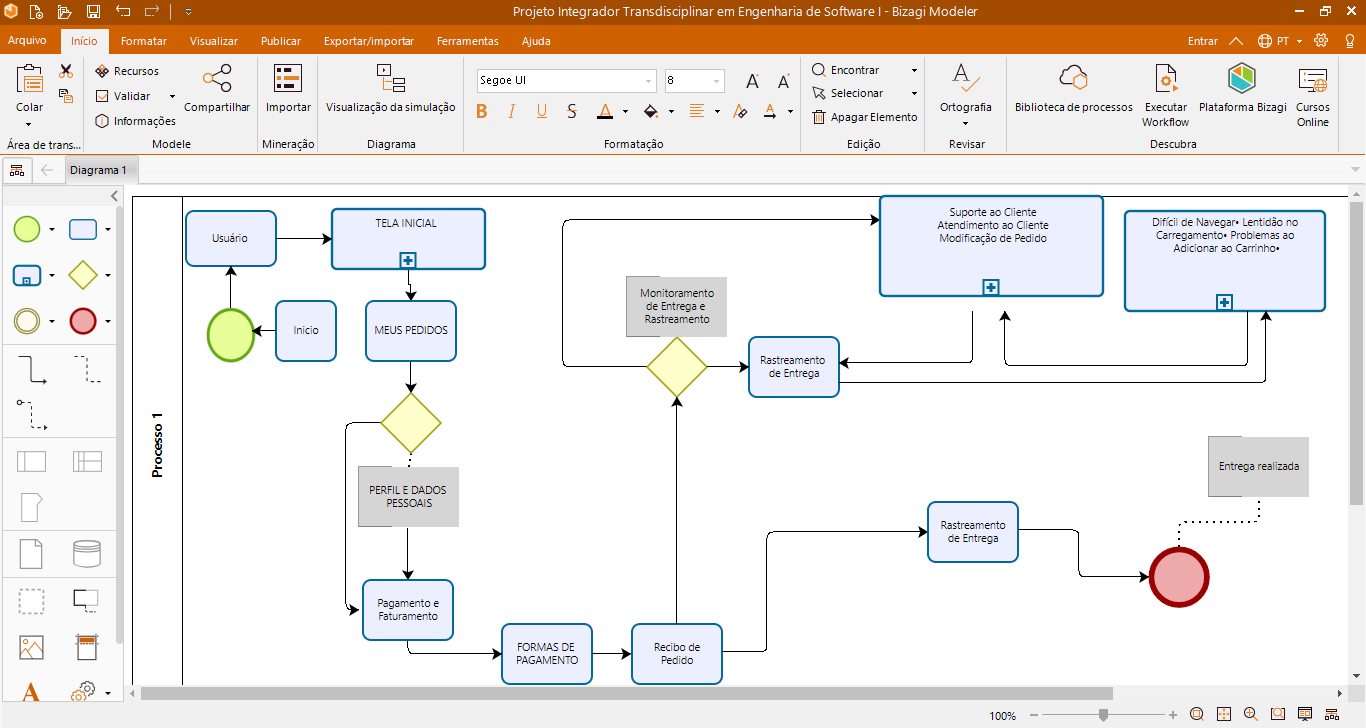 Projeto Integrador Transdisciplinar em Engenharia de Software I - Bizagi Modeler
Arquivo
Início
Formatar
Visualizar
Publicar
Exportar/importar
Ferramentas
Ajuda
Entrar
PT
Colar
Área de trans...
Recursos
Validar
Informações
Compartilhar
Modele
Importar
Mineração
Visualização da simulação
Diagrama
Segoe UI
8
B I U S A
Formatação
Encontrar
Selecionar
Apagar Elemento
Edição
Ortografia
Revisar
Biblioteca de processos
Executar
Workflow
Plataforma Bizagi
Cursos
Online
Descubra
Diagrama 1
Processo 1
Usuário
TELA INICIAL
Inicio
MEUS PEDIDOS
PERFIL E DADOS
PESSOAIS
Pagamento e
Faturamento
FORMAS DE
PAGAMENTO
Recibo de
Pedido
Monitoramento
de Entrega e
Rastreamento
Rastreamento
de Entrega
Suporte ao Cliente
Atendimento ao Cliente
Modificação de Pedido
Difícil de Navegar• Lentidão no
Carregamento• Problemas ao
Adicionar ao Carrinho•
Rastreamento
de Entrega
Entrega realizada
100%